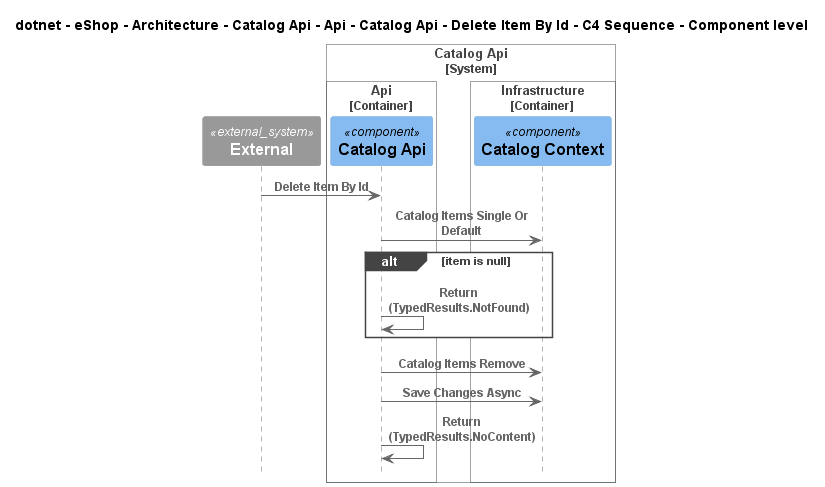 dotnet - eShop - Architecture - Catalog Api - Api - Catalog Api - Delete Item By Id - C4 Sequence - Component level
Catalog Api
[System]
Api
[Container]
Infrastructure
[Container]
«external_system»
External
«component»
Catalog Api
«component»
Catalog Context
Delete Item By Id
Catalog Items Single Or
Default
alt [item is null]
Return
(TypedResults.NotFound)
Catalog Items Remove
Save Changes Async
Return
(TypedResults.NoContent)